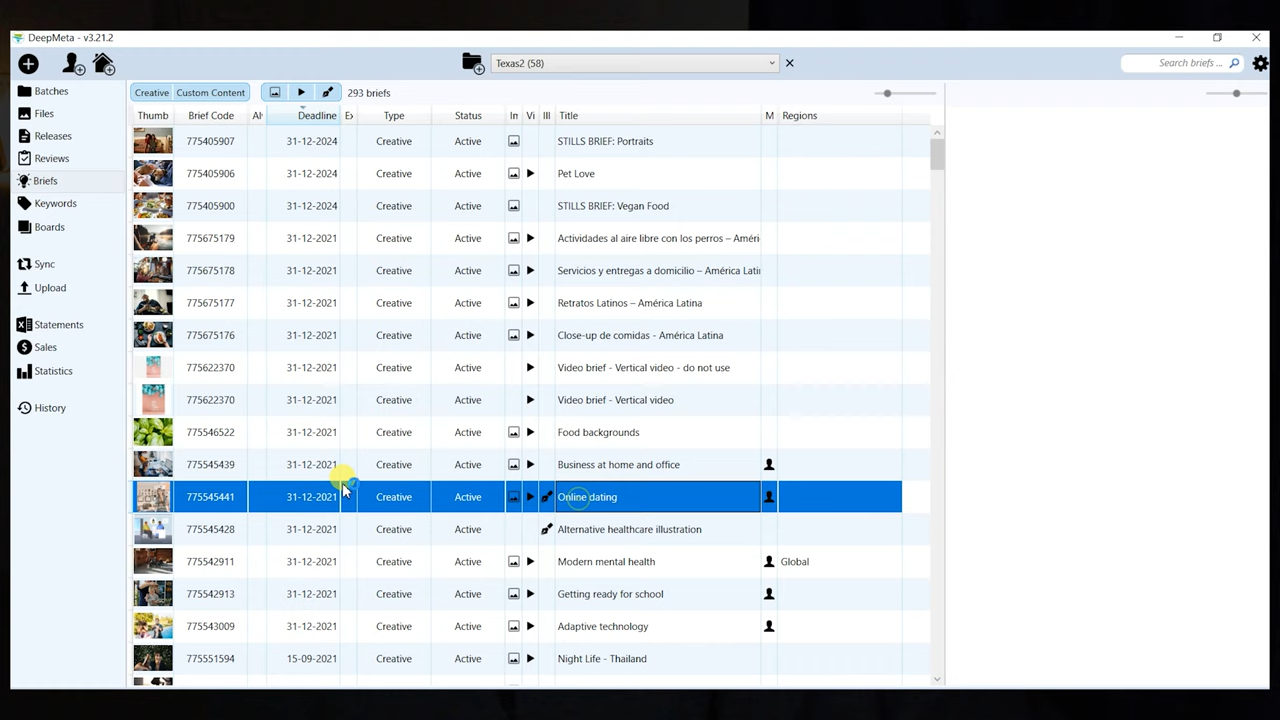 DeepMeta - v3.21.2
Texas2 (58)
Search briefs ...
Batches
Files
Releases
Reviews
Briefs
Keywords
Boards
Sync
Upload
Statements
Sales
Statistics
History
Creative Custom Content 293 briefs
Thumb Brief Code Deadline Type Status In Vi Ill Title M Regions
775405907 31-12-2024 Creative Active STILLS BRIEF: Portraits
775405906 31-12-2024 Creative Active Pet Love
775405900 31-12-2024 Creative Active STILLS BRIEF: Vegan Food
775675179 31-12-2021 Creative Active Actividades al aire libre con los perros – Améri
775675178 31-12-2021 Creative Active Servicios y entregas a domicilio – América Lati
775675177 31-12-2021 Creative Active Retratos Latinos – América Latina
775675176 31-12-2021 Creative Active Close-up de comidas - América Latina
775622370 31-12-2021 Creative Active Video brief - Vertical video - do not use
775622370 31-12-2021 Creative Active Video brief - Vertical video
775546522 31-12-2021 Creative Active Food backgrounds
775545439 31-12-2021 Creative Active Business at home and office
775545441 31-12-2021 Creative Active Online dating
775545428 31-12-2021 Creative Active Alternative healthcare illustration
775542911 31-12-2021 Creative Active Modern mental health Global
775542913 31-12-2021 Creative Active Getting ready for school
775543009 31-12-2021 Creative Active Adaptive technology
775551594 15-09-2021 Creative Active Night Life - Thailand